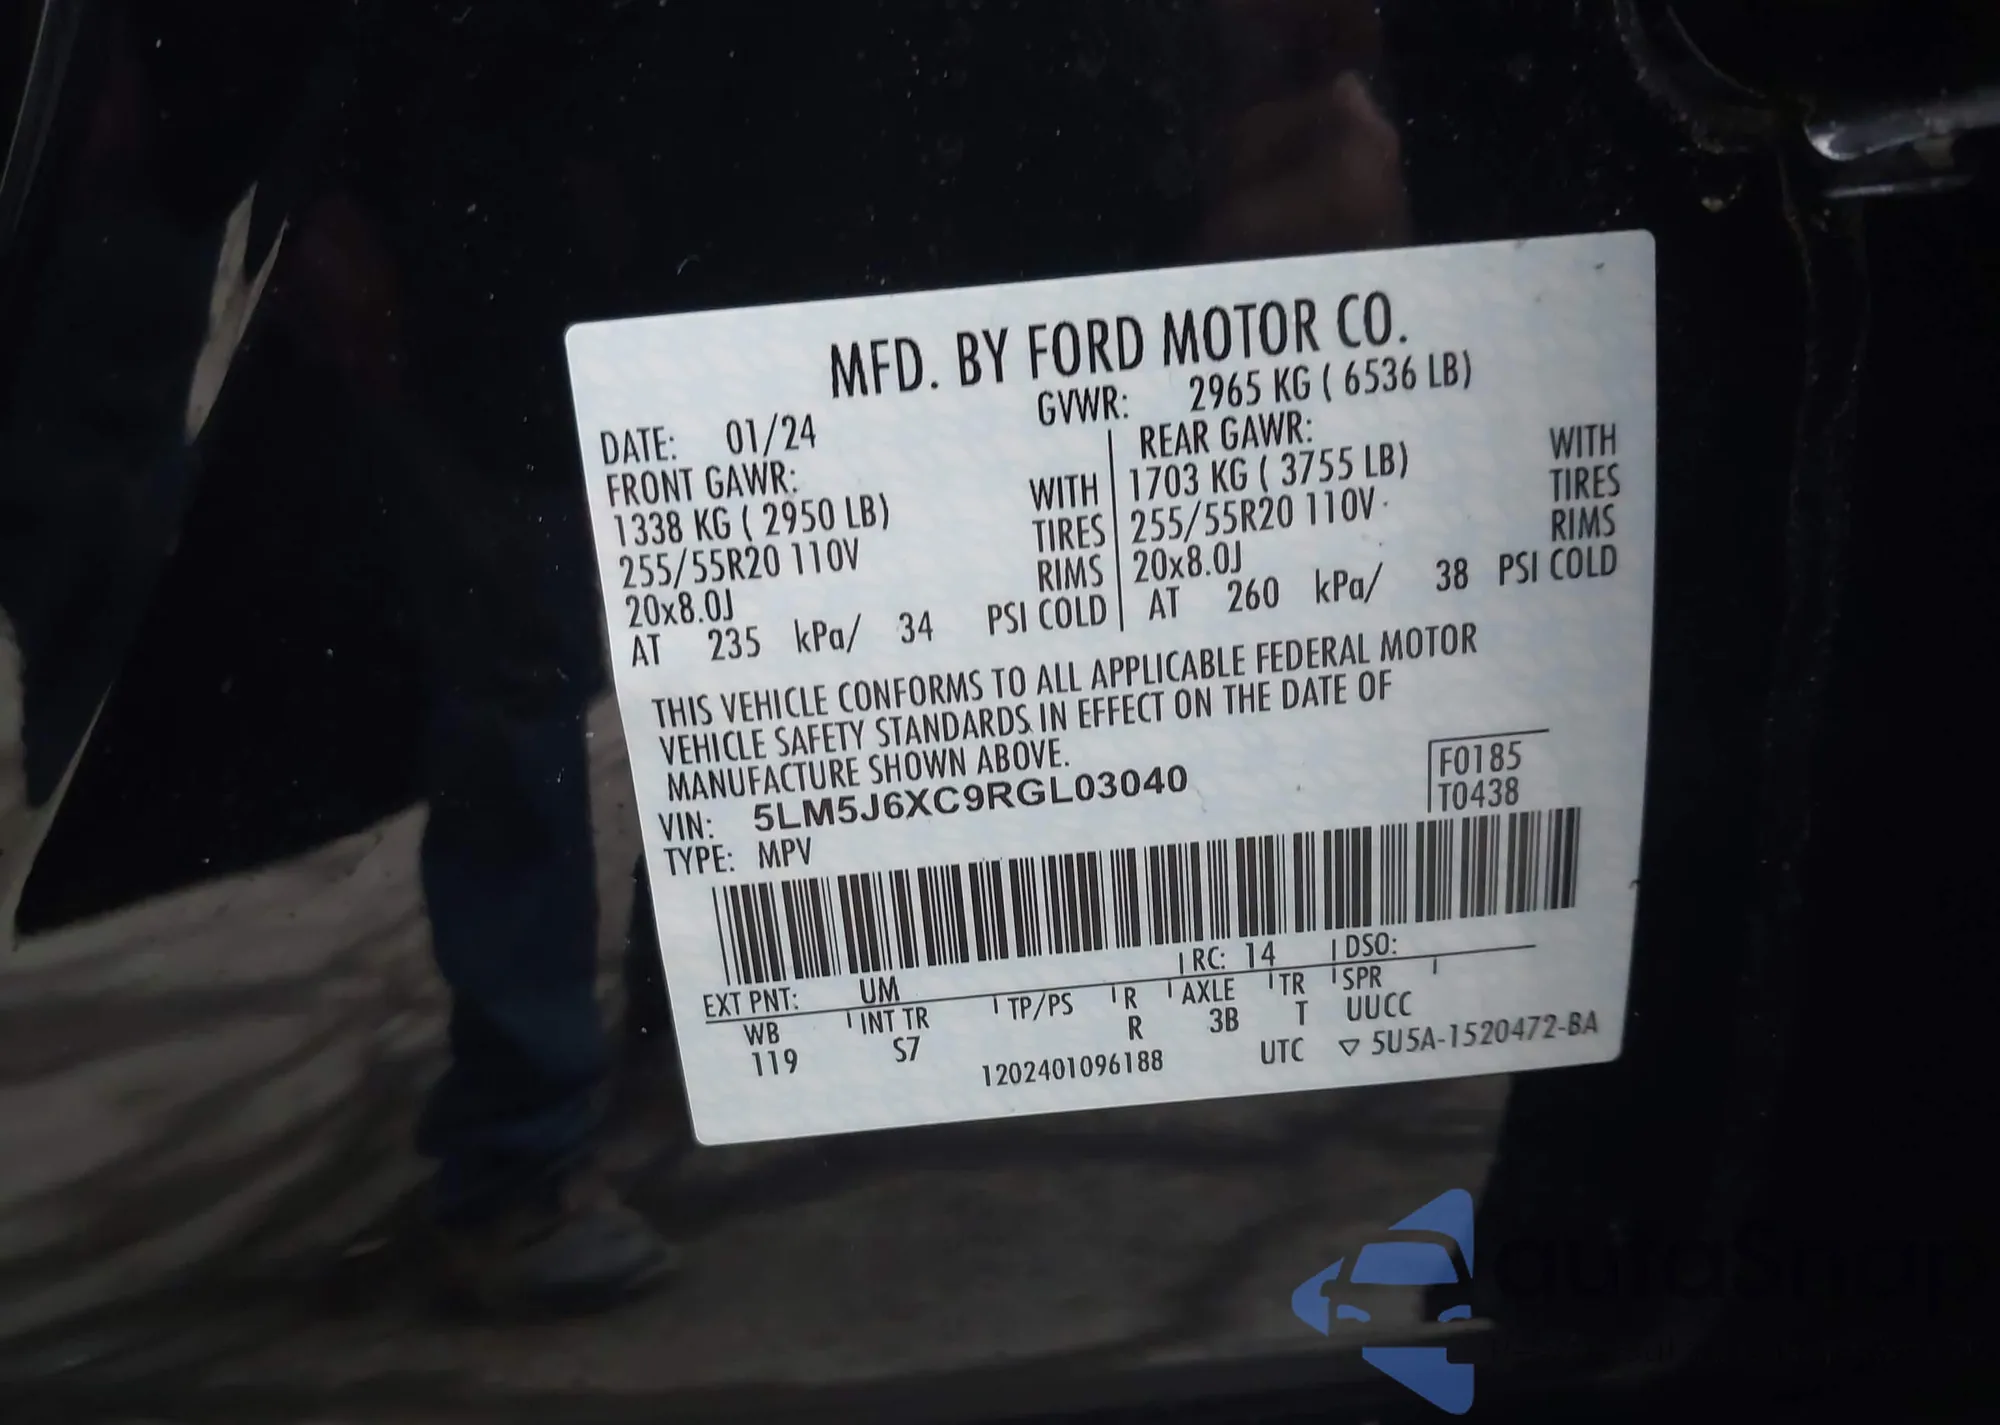 MFD. BY FORD MOTOR CO.
DATE: 01/24 GVWR: 2965 KG ( 6536 LB)
FRONT GAWR: REAR GAWR:
1338 KG ( 2950 LB) WITH 1703 KG ( 3755 LB) WITH
255/55R20 110V TIRES 255/55R20 110V TIRES
20x8.0J RIMS 20x8.0J RIMS
AT 235 kPa/ 34 PSI COLD AT 260 kPa/ 38 PSI COLD
THIS VEHICLE CONFORMS TO ALL APPLICABLE FEDERAL MOTOR
VEHICLE SAFETY STANDARDS IN EFFECT ON THE DATE OF
MANUFACTURE SHOWN ABOVE.
F0185
VIN: 5LM5J6XC9RGL03040
T0438
TYPE: MPV
EXT PNT: UM RC: 14 DSO:
WB INT TR TP/PS R AXLE TR SPR
119 S7 R 3B T UUCC
1202401096188 UTC ▽ 5U5A-1520472-BA